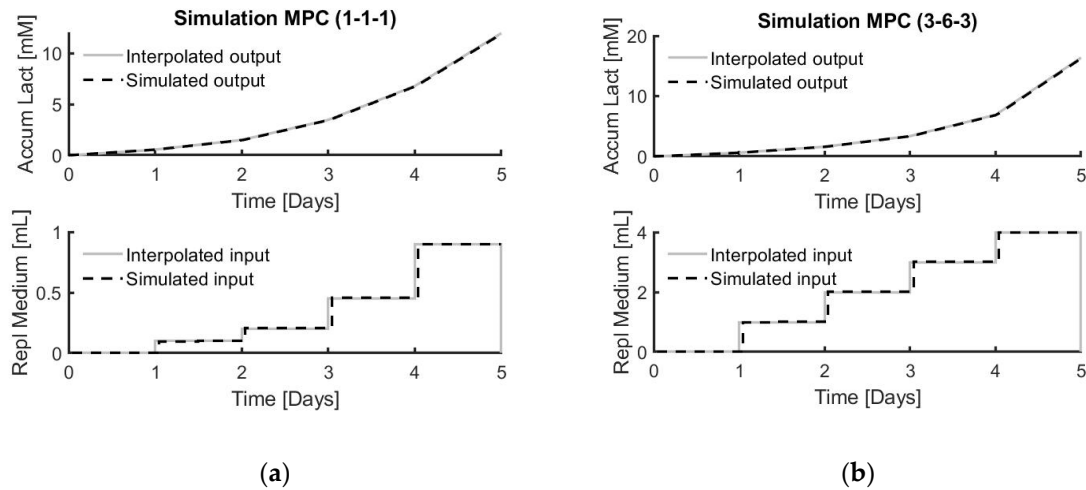 Simulation MPC (1-1-1)
Accum Lact [mM]
10
5
0
Interpolated output
Simulated output
0 1 2 3 4 5
Time [Days]
Repl Medium [mL]
1
0.5
0
Interpolated input
Simulated input
0 1 2 3 4 5
Time [Days]
(a)
Simulation MPC (3-6-3)
Accum Lact [mM]
20
10
0
Interpolated output
Simulated output
0 1 2 3 4 5
Time [Days]
Repl Medium [mL]
4
2
0
Interpolated input
Simulated input
0 1 2 3 4 5
Time [Days]
(b)